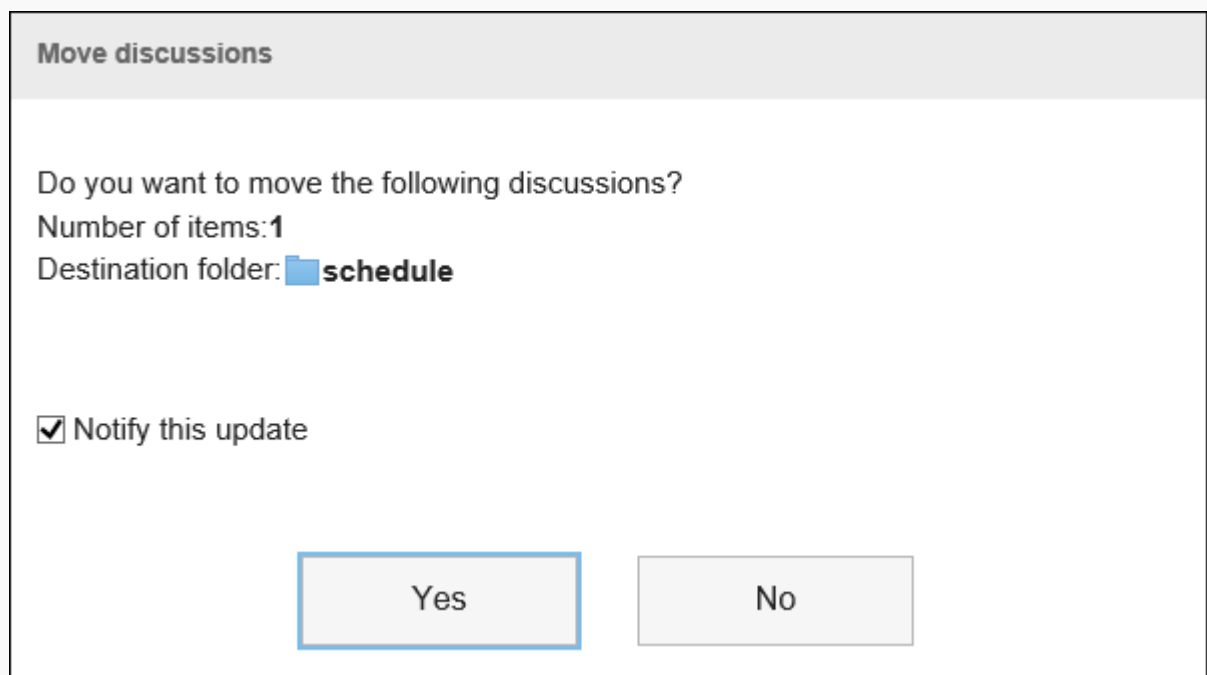 Move discussions
Do you want to move the following discussions?
Number of items:1
Destination folder: schedule
Notify this update
Yes
No